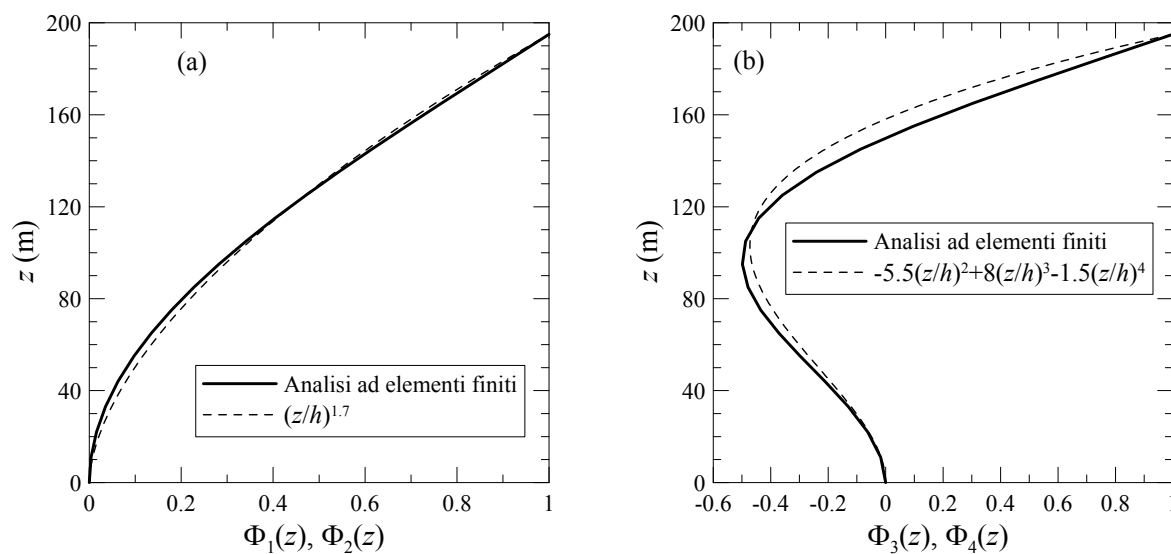 200
160
120
80
40
0
z (m)
(a)
Analisi ad elementi finiti
(z/h)^1.7
0 0.2 0.4 0.6 0.8 1
Φ₁(z), Φ₂(z)
200
160
120
80
40
0
z (m)
(b)
Analisi ad elementi finiti
-5.5(z/h)²+8(z/h)³-1.5(z/h)⁴
-0.6 -0.4 -0.2 0 0.2 0.4 0.6 0.8 1
Φ₃(z), Φ₄(z)